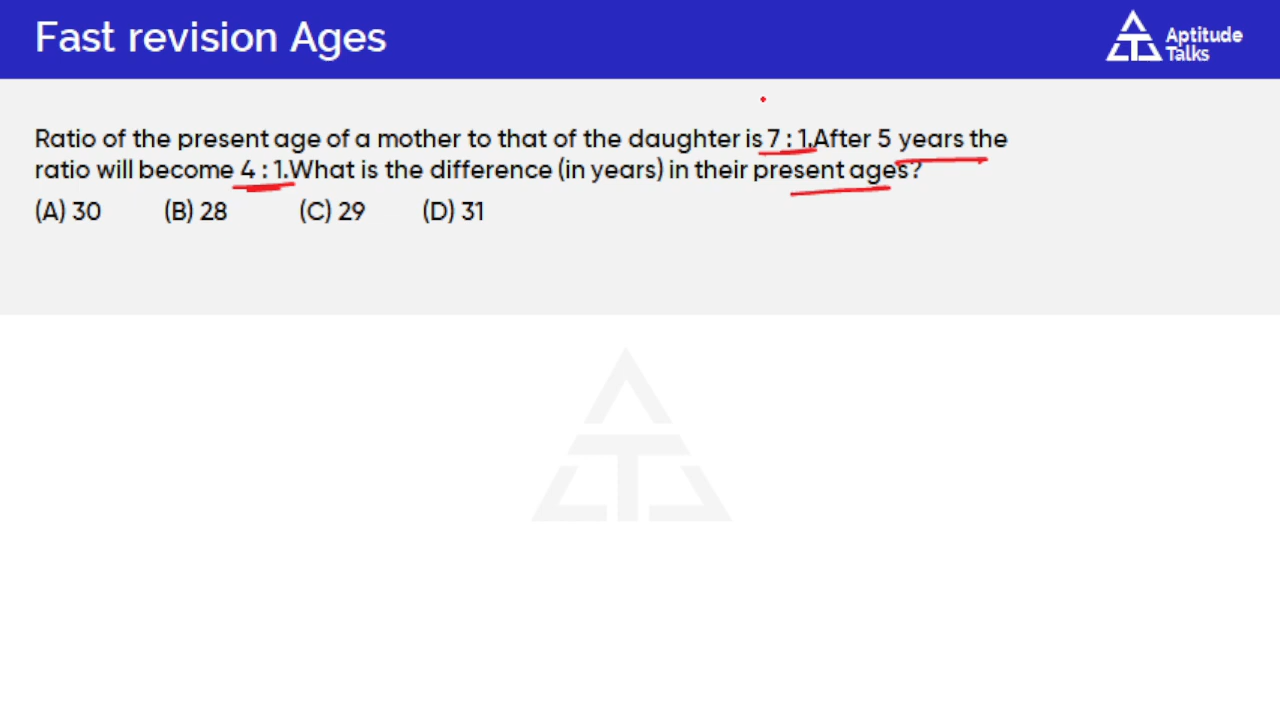 Fast revision Ages
Aptitude
Talks
Ratio of the present age of a mother to that of the daughter is 7 : 1.After 5 years the
ratio will become 4 : 1.What is the difference (in years) in their present ages?
(A) 30 (B) 28 (C) 29 (D) 31